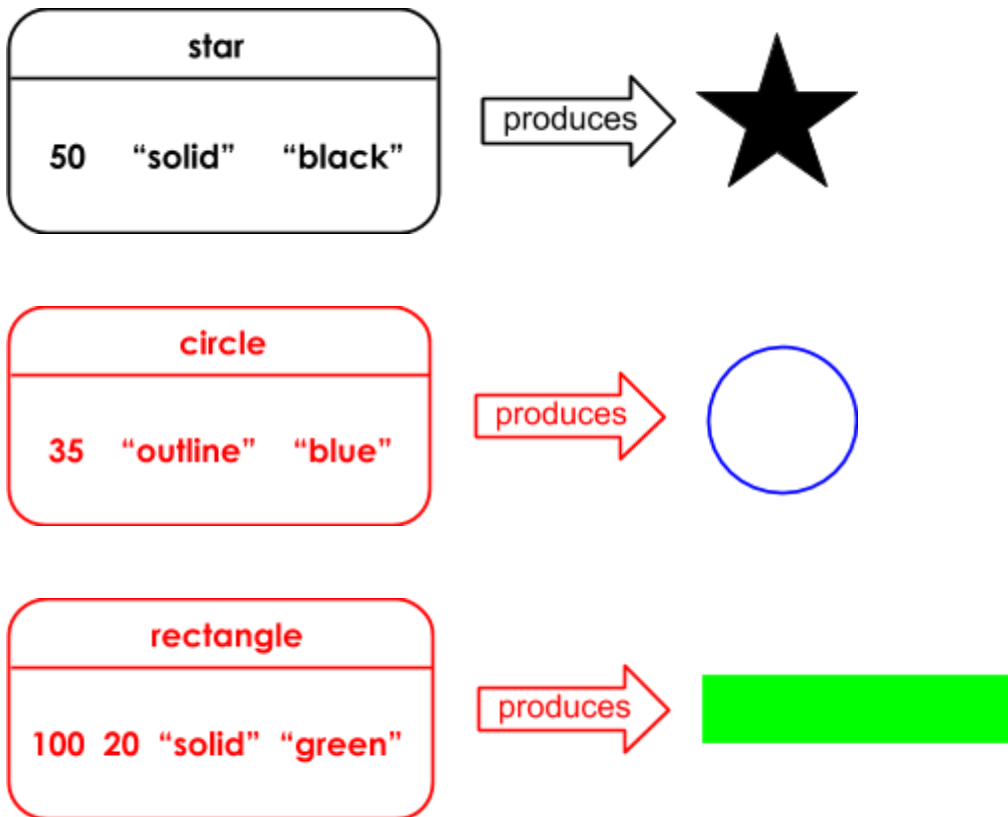 star
50 “solid” “black”
produces
circle
35 “outline” “blue”
produces
rectangle
100 20 “solid” “green”
produces